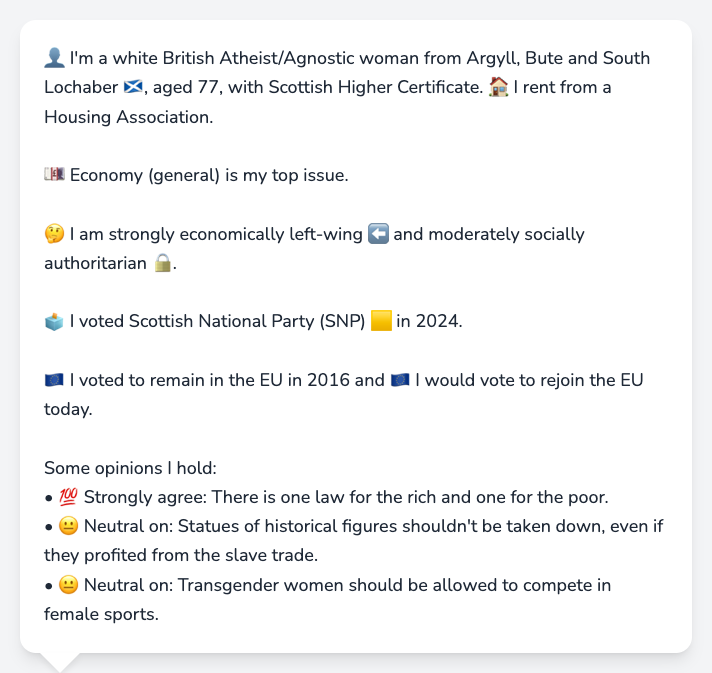 👤 I'm a white British Atheist/Agnostic woman from Argyll, Bute and South
Lochaber 🏴󠁧󠁢󠁳󠁣󠁴󠁿, aged 77, with Scottish Higher Certificate. 🏠 I rent from a
Housing Association.
💷 Economy (general) is my top issue.
🤔 I am strongly economically left-wing ⬅️ and moderately socially
authoritarian 🔒.
🗳️ I voted Scottish National Party (SNP) 🟨 in 2024.
🇪🇺 I voted to remain in the EU in 2016 and 🇪🇺 I would vote to rejoin the EU
today.
Some opinions I hold:
• 💯 Strongly agree: There is one law for the rich and one for the poor.
• 😐 Neutral on: Statues of historical figures shouldn't be taken down, even if
they profited from the slave trade.
• 😐 Neutral on: Transgender women should be allowed to compete in
female sports.